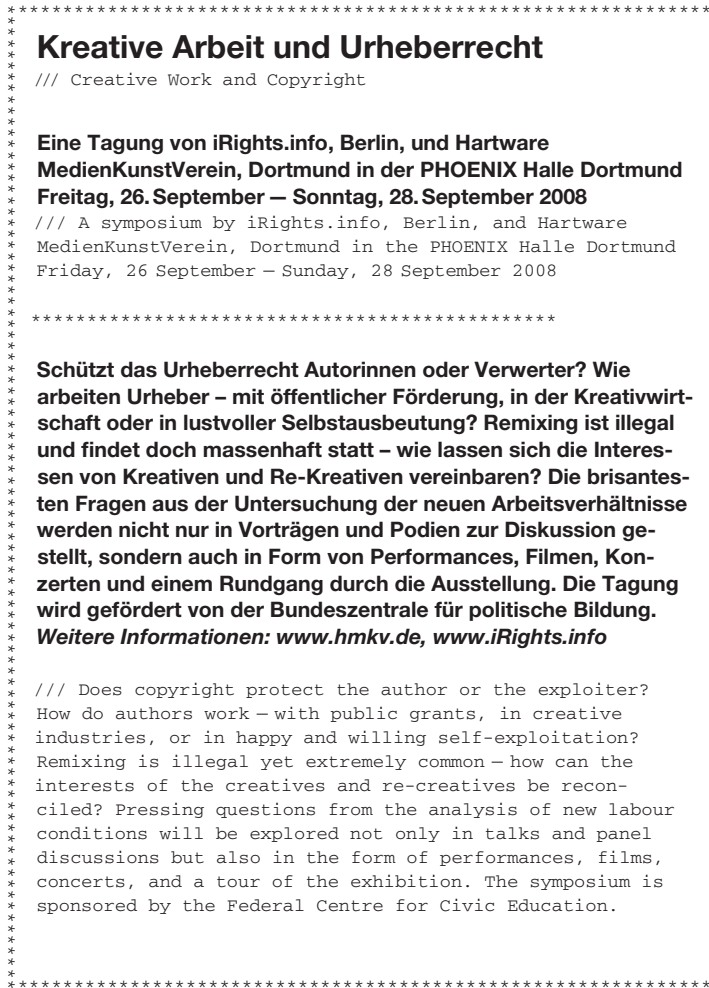 Kreative Arbeit und Urheberrecht
/// Creative Work and Copyright
Eine Tagung von iRights.info, Berlin, und Hartware
MedienKunstVerein, Dortmund in der PHOENIX Halle Dortmund
Freitag, 26. September — Sonntag, 28. September 2008
/// A symposium by iRights.info, Berlin, and Hartware
MedienKunstVerein, Dortmund in the PHOENIX Halle Dortmund
Friday, 26 September — Sunday, 28 September 2008
***********************************************
Schützt das Urheberrecht Autorinnen oder Verwerter? Wie
arbeiten Urheber – mit öffentlicher Förderung, in der Kreativwirt-
schaft oder in lustvoller Selbstausbeutung? Remixing ist illegal
und findet doch massenhaft statt – wie lassen sich die Interes-
sen von Kreativen und Re-Kreativen vereinbaren? Die brisantes-
ten Fragen aus der Untersuchung der neuen Arbeitsverhältnisse
werden nicht nur in Vorträgen und Podien zur Diskussion ge-
stellt, sondern auch in Form von Performances, Filmen, Kon-
zerten und einem Rundgang durch die Ausstellung. Die Tagung
wird gefördert von der Bundeszentrale für politische Bildung.
Weitere Informationen: www.hmkv.de, www.iRights.info
/// Does copyright protect the author or the exploiter?
How do authors work — with public grants, in creative
industries, or in happy and willing self-exploitation?
Remixing is illegal yet extremely common — how can the
interests of the creatives and re-creatives be recon-
ciled? Pressing questions from the analysis of new labour
conditions will be explored not only in talks and panel
discussions but also in the form of performances, films,
concerts, and a tour of the exhibition. The symposium is
sponsored by the Federal Centre for Civic Education.